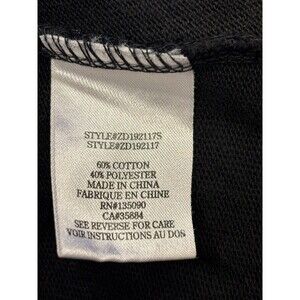 STYLE#ZD192117S
STYLE#ZD192117
60% COTTON
40% POLYESTER
MADE IN CHINA
FABRIQUE EN CHINE
RN#135090
CA#35884
SEE REVERSE FOR CARE
VOIR INSTRUCTIONS AU DOS